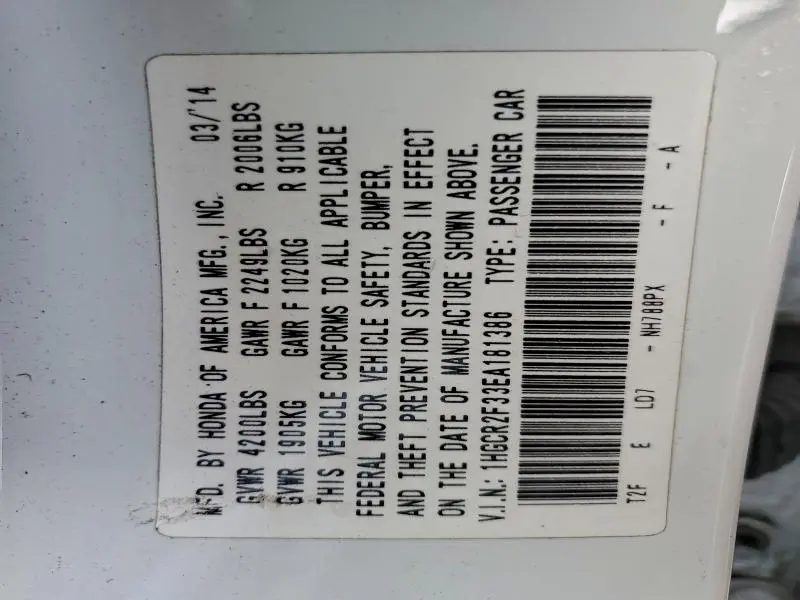 MFD. BY HONDA OF AMERICA MFG., INC. 03/'14
GVWR 4200LBS GAWR F 2249LBS R 2006LBS
GVWR 1905KG GAWR F 1020KG R 910KG
THIS VEHICLE CONFORMS TO ALL APPLICABLE
FEDERAL MOTOR VEHICLE SAFETY, BUMPER,
AND THEFT PREVENTION STANDARDS IN EFFECT
ON THE DATE OF MANUFACTURE SHOWN ABOVE.
V.I.N.: 1HGCR2F33EA181386 TYPE: PASSENGER CAR
T2F E LD7 - NH788PX - F - A